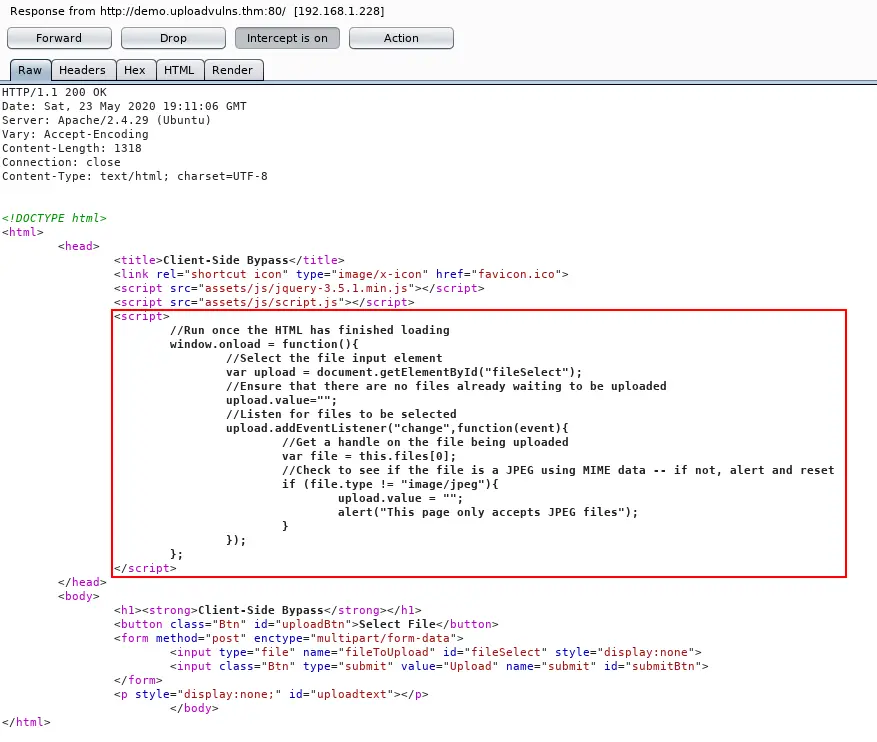 Response from http://demo.uploadvulns.thm:80/ [192.168.1.228]
Forward Drop Intercept is on Action
Raw Headers Hex HTML Render
HTTP/1.1 200 OK
Date: Sat, 23 May 2020 19:11:06 GMT
Server: Apache/2.4.29 (Ubuntu)
Vary: Accept-Encoding
Content-Length: 1318
Connection: close
Content-Type: text/html; charset=UTF-8
<!DOCTYPE html>
<html>
<head>
<title>Client-Side Bypass</title>
<link rel="shortcut icon" type="image/x-icon" href="favicon.ico">
<script src="assets/js/jquery-3.5.1.min.js"></script>
<script src="assets/js/script.js"></script>
<script>
//Run once the HTML has finished loading
window.onload = function(){
//Select the file input element
var upload = document.getElementById("fileSelect");
//Ensure that there are no files already waiting to be uploaded
upload.value="";
//Listen for files to be selected
upload.addEventListener("change",function(event){
//Get a handle on the file being uploaded
var file = this.files[0];
//Check to see if the file is a JPEG using MIME data -- if not, alert and reset
if (file.type != "image/jpeg"){
upload.value = "";
alert("This page only accepts JPEG files");
}
});
};
</script>
</head>
<body>
<h1><strong>Client-Side Bypass</strong></h1>
<button class="Btn" id="uploadBtn">Select File</button>
<form method="post" enctype="multipart/form-data">
<input type="file" name="fileToUpload" id="fileSelect" style="display:none">
<input class="Btn" type="submit" value="Upload" name="submit" id="submitBtn">
</form>
<p style="display:none;" id="uploadtext"></p>
</body>
</html>